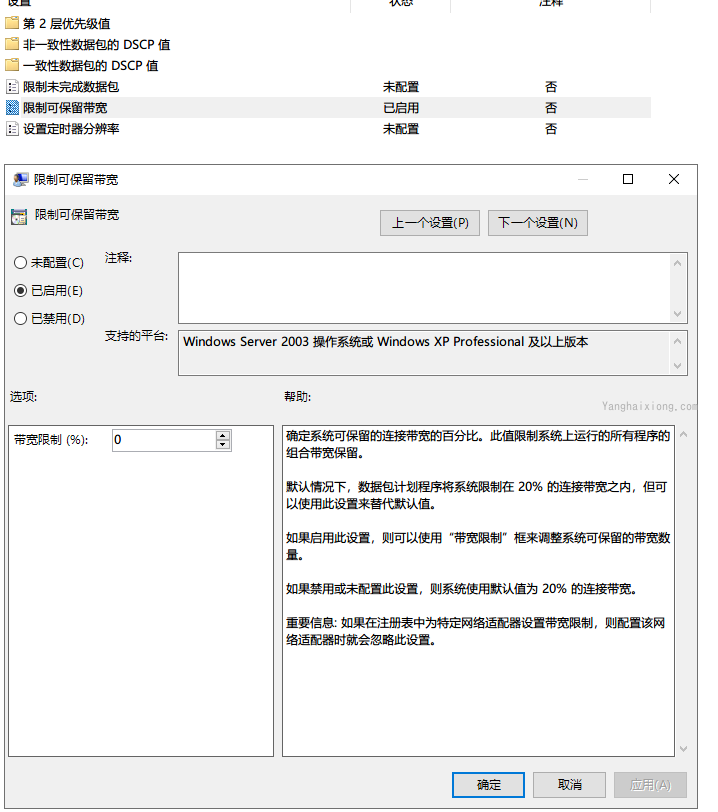 设置 状态 注释
第 2 层优先级值
非一致性数据包的 DSCP 值
一致性数据包的 DSCP 值
限制未完成数据包 未配置 否
限制可保留带宽 已启用 否
设置定时器分辨率 未配置 否
限制可保留带宽
限制可保留带宽
上一个设置(P) 下一个设置(N)
未配置(C) 注释:
已启用(E)
已禁用(D)
支持的平台: Windows Server 2003 操作系统或 Windows XP Professional 及以上版本
选项: 帮助:
Yanghaixiong.com
带宽限制 (%): 0
确定系统可保留的连接带宽的百分比。此值限制系统上运行的所有程序的
组合带宽保留。
默认情况下，数据包计划程序将系统限制在 20% 的连接带宽之内，但可
以使用此设置来替代默认值。
如果启用此设置，则可以使用“带宽限制”框来调整系统可保留的带宽数
量。
如果禁用或未配置此设置，则系统使用默认值为 20% 的连接带宽。
重要信息: 如果在注册表中为特定网络适配器设置带宽限制，则配置该网
络适配器时就会忽略此设置。
确定 取消 应用(A)